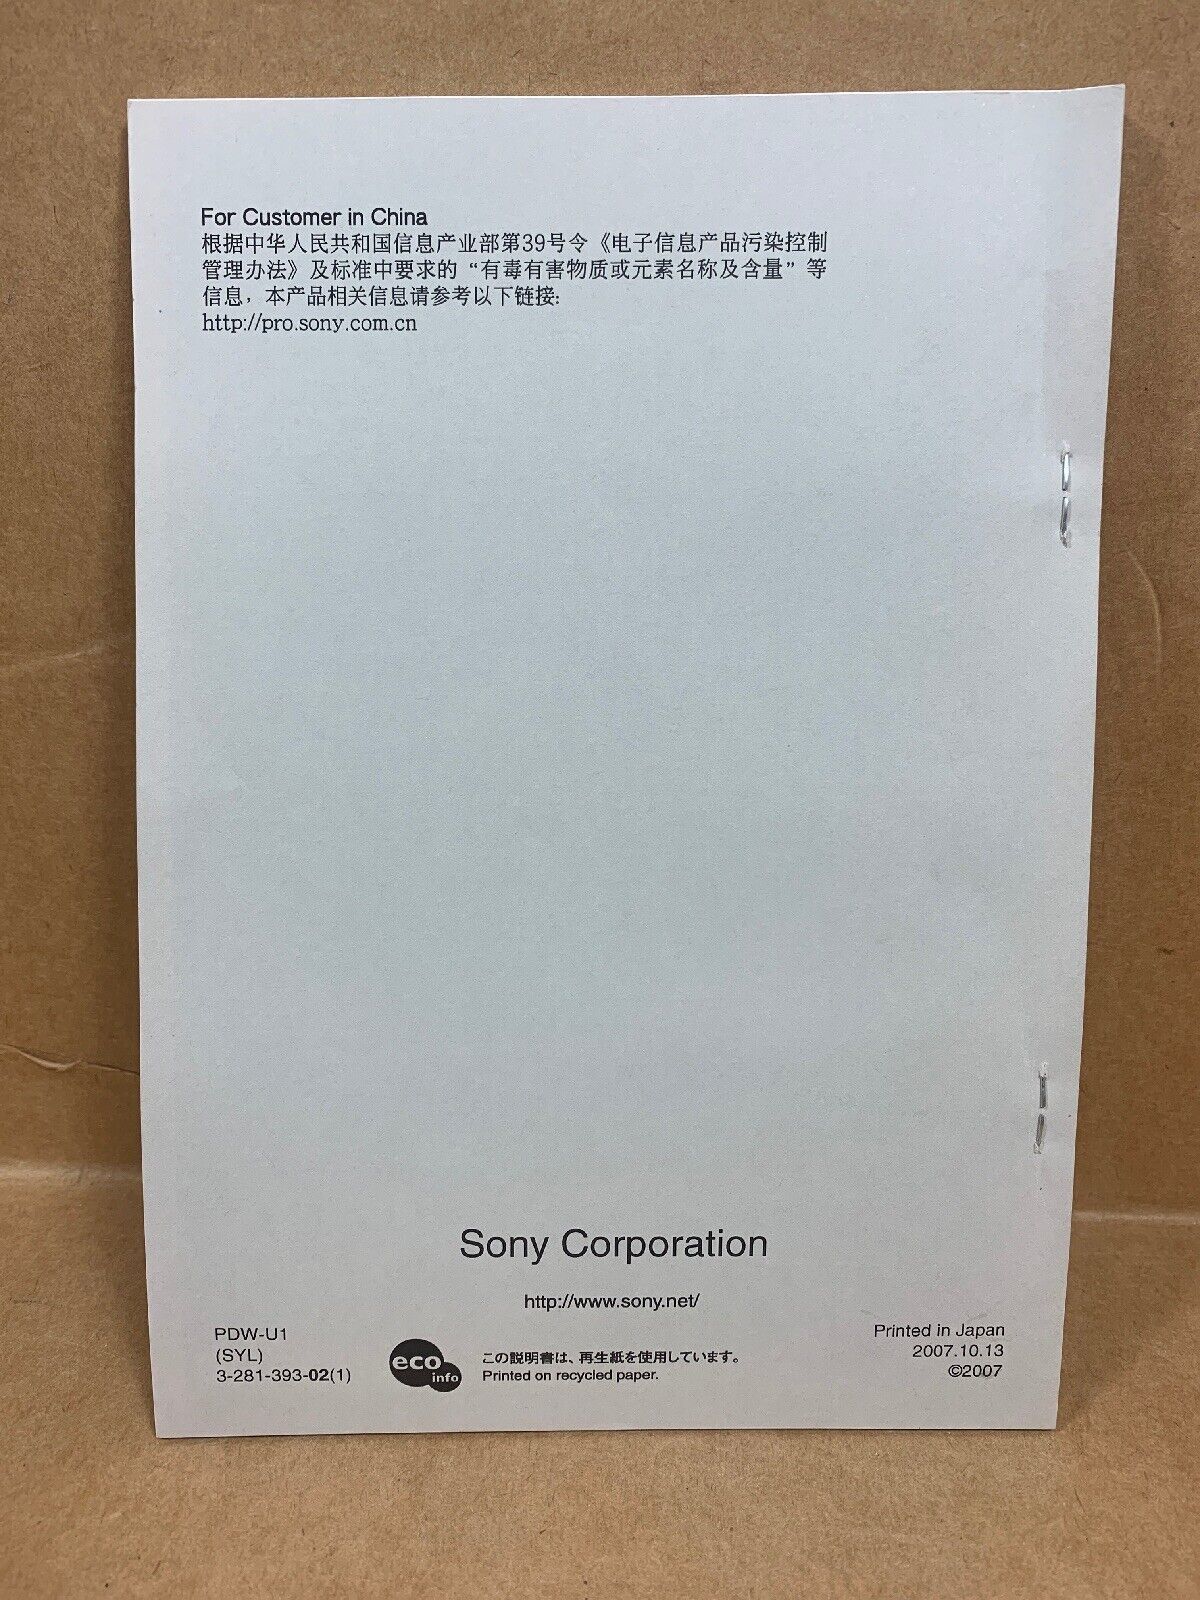 For Customer in China
根据中华人民共和国信息产业部第39号令《电子信息产品污染控制
管理办法》及标准中要求的“有毒有害物质或元素名称及含量”等
信息，本产品相关信息请参考以下链接:
http://pro.sony.com.cn
Sony Corporation
http://www.sony.net/
PDW-U1
(SYL)
3-281-393-02(1)
eco
info
この説明書は、再生紙を使用しています。
Printed on recycled paper.
Printed in Japan
2007.10.13
©2007